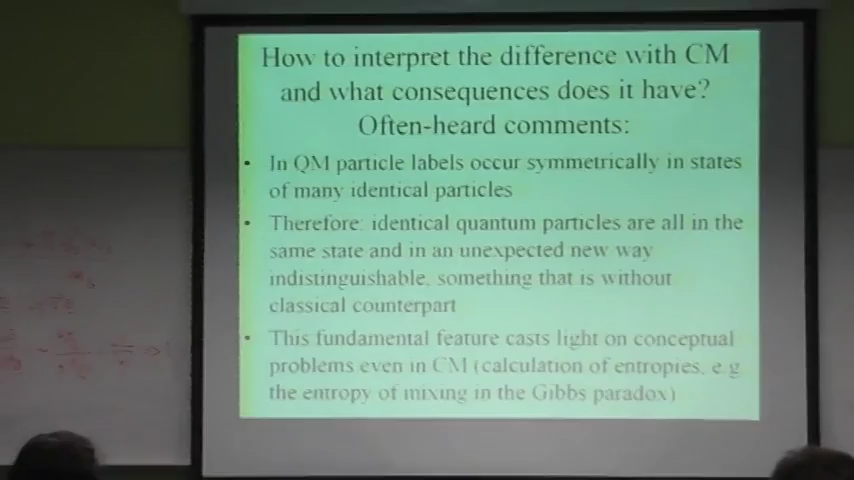 How to interpret the difference with CM
and what consequences does it have?
Often-heard comments:
• In QM particle labels occur symmetrically in states
of many identical particles
• Therefore: identical quantum particles are all in the
same state and in an unexpected new way
indistinguishable, something that is without
classical counterpart
• This fundamental feature casts light on conceptual
problems even in CM (calculation of entropies, e.g
the entropy of mixing in the Gibbs paradox)